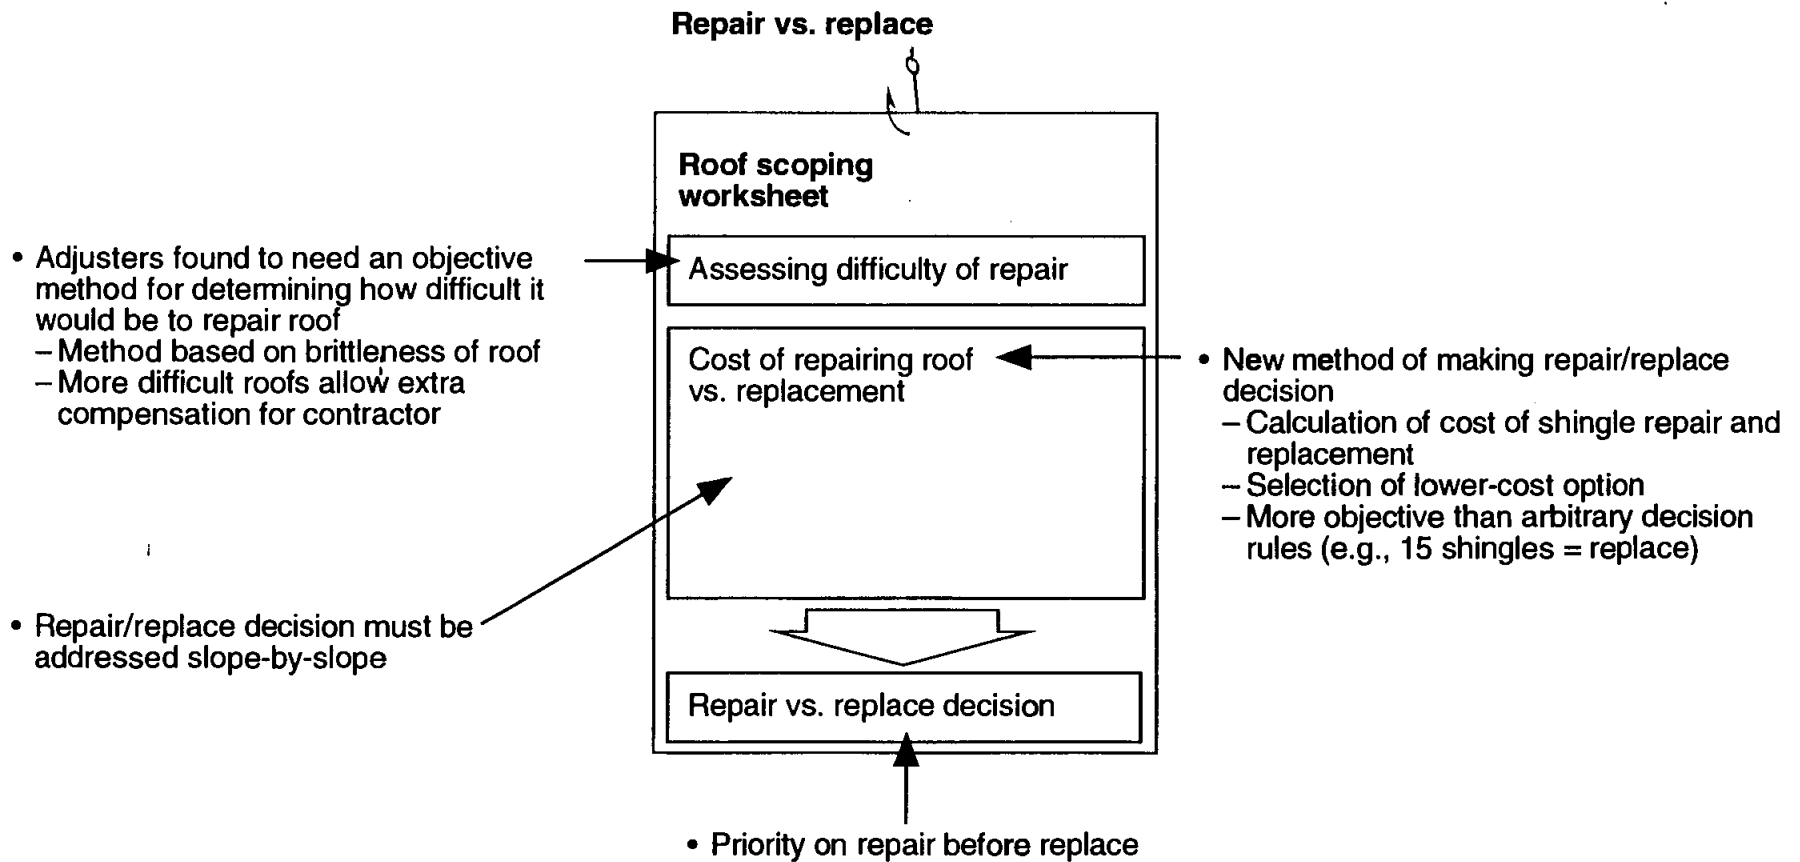 Repair vs. replace
Roof scoping
worksheet
• Adjusters found to need an objective
method for determining how difficult it
would be to repair roof
– Method based on brittleness of roof
– More difficult roofs allow extra
compensation for contractor
Assessing difficulty of repair
Cost of repairing roof
vs. replacement
• New method of making repair/replace
decision
– Calculation of cost of shingle repair and
replacement
– Selection of lower-cost option
– More objective than arbitrary decision
rules (e.g., 15 shingles = replace)
• Repair/replace decision must be
addressed slope-by-slope
Repair vs. replace decision
• Priority on repair before replace